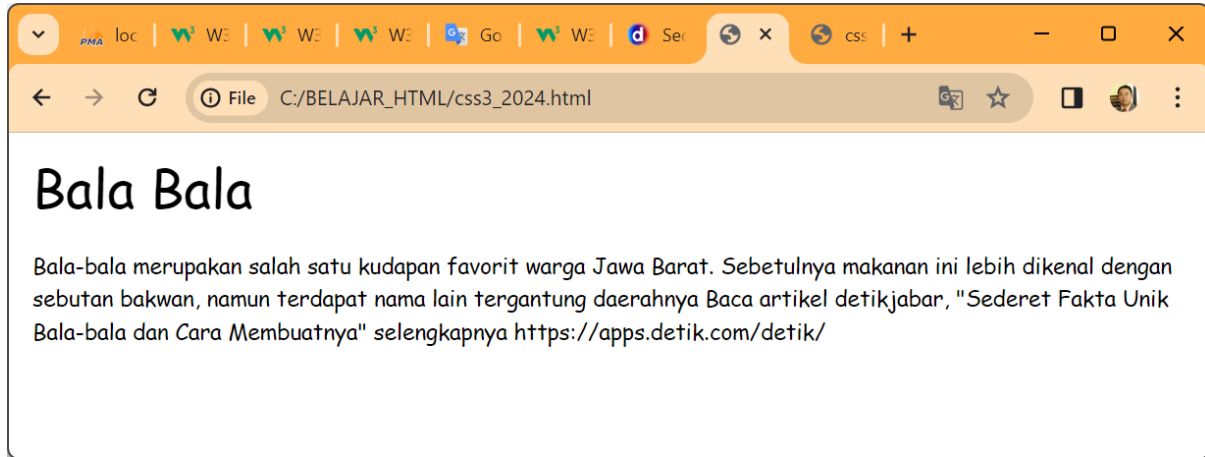 PMA loc W3 W3 W3 Go W3 d Sec css
File C:/BELAJAR_HTML/css3_2024.html
Bala Bala
Bala-bala merupakan salah satu kudapan favorit warga Jawa Barat. Sebetulnya makanan ini lebih dikenal dengan
sebutan bakwan, namun terdapat nama lain tergantung daerahnya Baca artikel detikjabar, "Sederet Fakta Unik
Bala-bala dan Cara Membuatnya" selengkapnya https://apps.detik.com/detik/